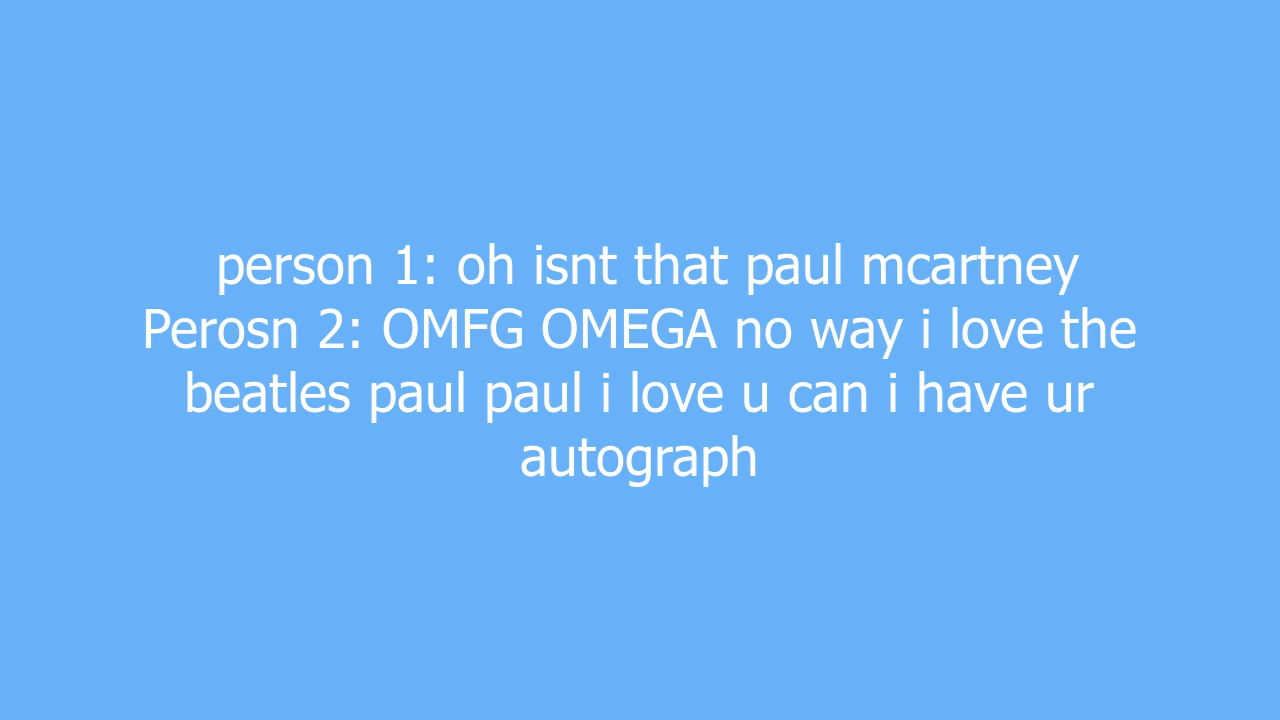 person 1: oh isnt that paul mcartney
Perosn 2: OMFG OMEGA no way i love the
beatles paul paul i love u can i have ur
autograph